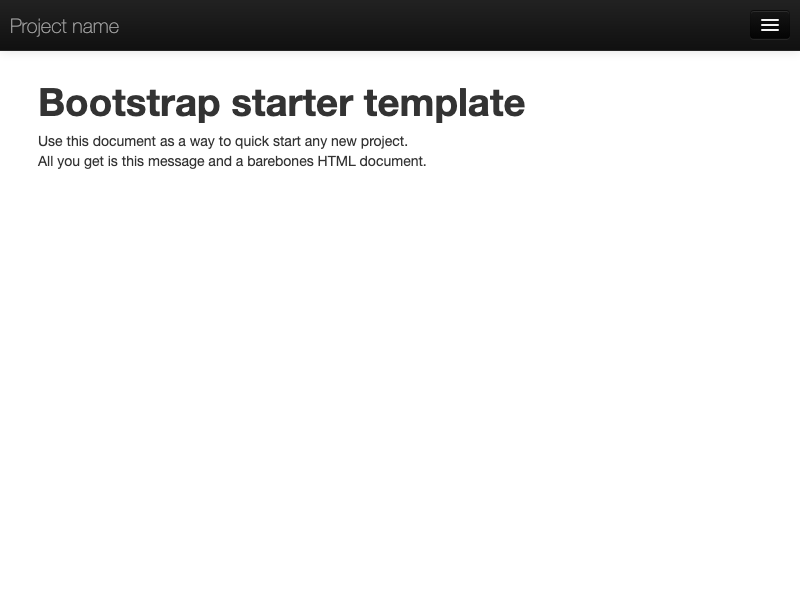 Project name
Bootstrap starter template
Use this document as a way to quick start any new project.
All you get is this message and a barebones HTML document.